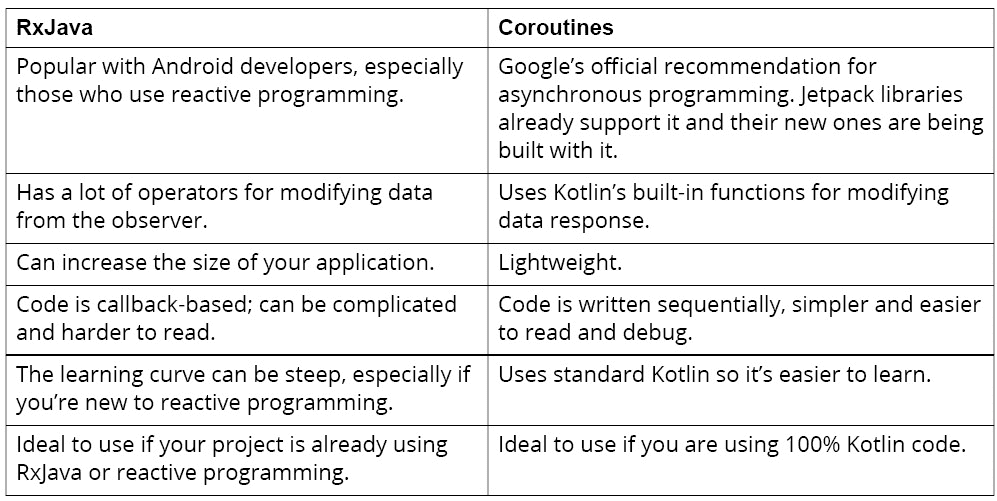 RxJava
Coroutines
Popular with Android developers, especially
those who use reactive programming.
Google’s official recommendation for
asynchronous programming. Jetpack libraries
already support it and their new ones are being
built with it.
Has a lot of operators for modifying data
from the observer.
Uses Kotlin’s built-in functions for modifying
data response.
Can increase the size of your application.
Lightweight.
Code is callback-based; can be complicated
and harder to read.
Code is written sequentially, simpler and easier
to read and debug.
The learning curve can be steep, especially if
you’re new to reactive programming.
Uses standard Kotlin so it’s easier to learn.
Ideal to use if your project is already using
RxJava or reactive programming.
Ideal to use if you are using 100% Kotlin code.